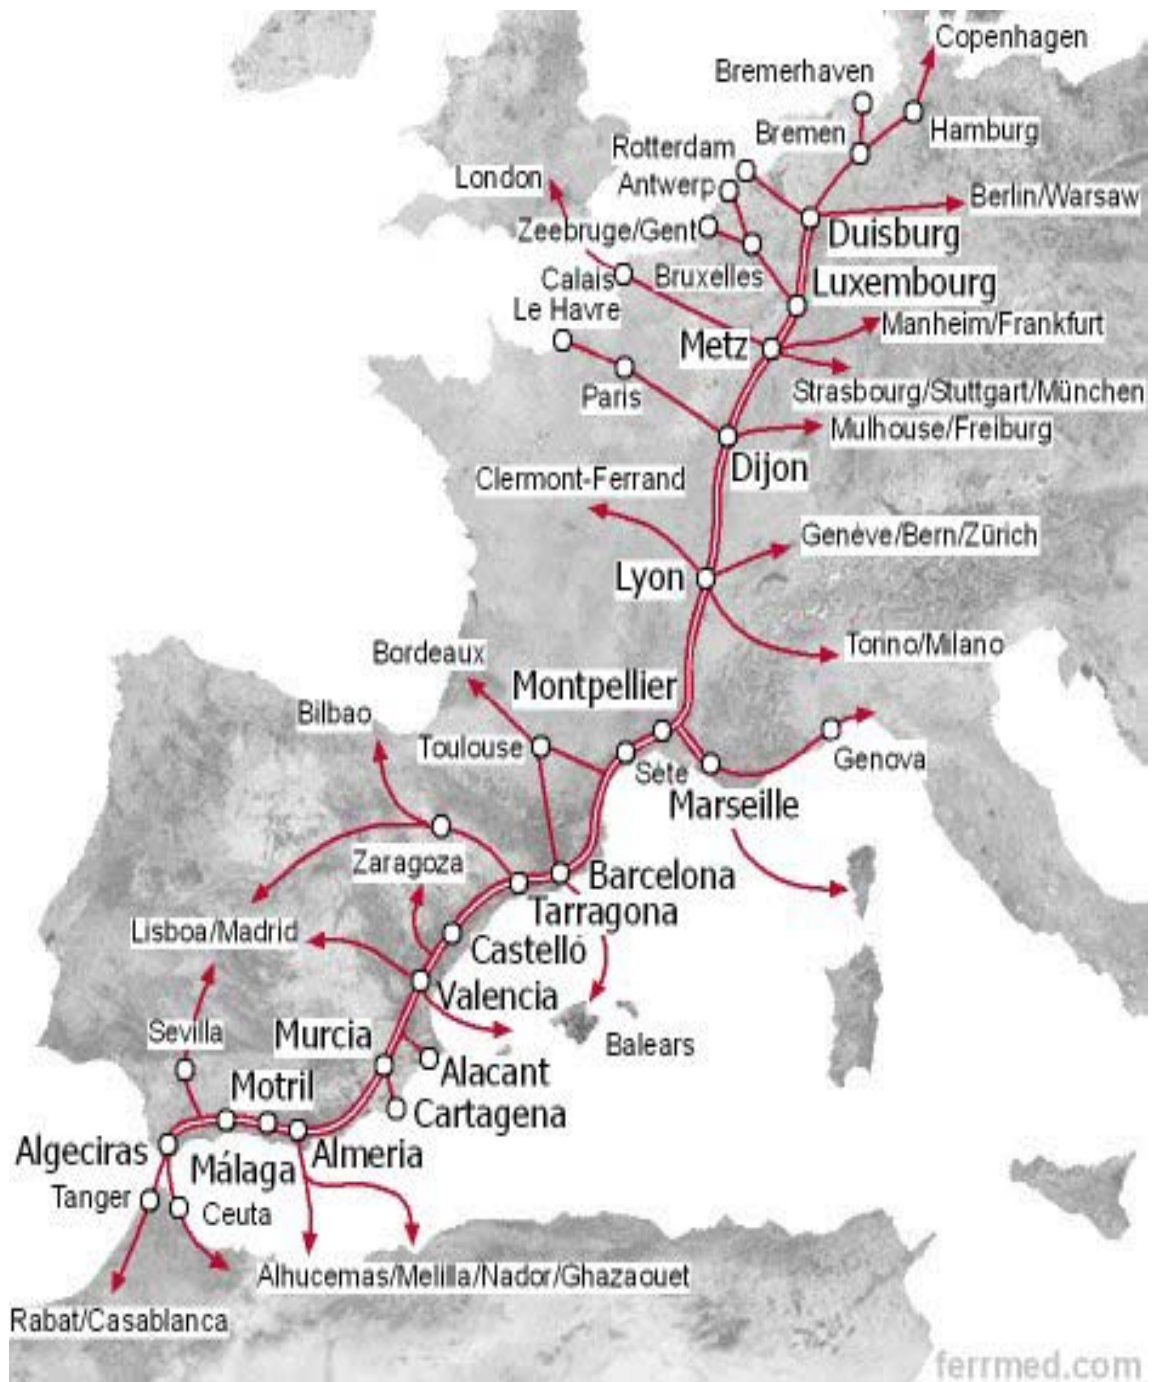 Copenhagen
Bremerhaven
Bremen
Hamburg
Rotterdam
Antwerp
London
Berlin/Warsaw
Zeebruge/Gent
Duisburg
Calais
Bruxelles
Luxembourg
Le Havre
Metz
Manheim/Frankfurt
Paris
Strasbourg/Stuttgart/München
Mulhouse/Freiburg
Dijon
Clermont-Ferrand
Genéve/Bern/Zürich
Lyon
Torino/Milano
Bordeaux
Montpellier
Bilbao
Toulouse
Sète
Genova
Marseille
Zaragoza
Barcelona
Tarragona
Lisboa/Madrid
Castelló
Valencia
Sevilla
Murcia
Balears
Alacant
Motril
Cartagena
Algeciras
Málaga
Almeria
Tanger
Ceuta
Alhucemas/Melilla/Nador/Ghazaouet
Rabat/Casablanca
ferrmed.com